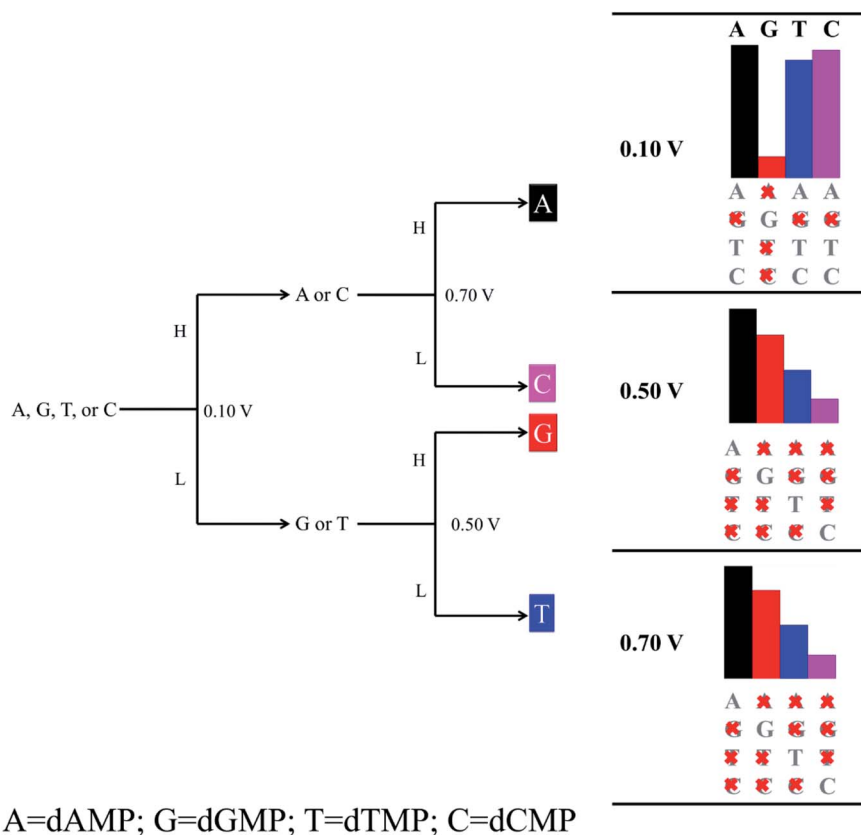 A G T C
0.10 V
A A A A
G G G G
T T T T
C C C C
A
H
A or C
0.70 V
H
L
C
A, G, T, or C
0.10 V
G
L
H
G or T
0.50 V
L
T
0.50 V
A A A A
G G G G
T T T T
C C C C
0.70 V
A A A A
G G G G
T T T T
C C C C
A=dAMP; G=dGMP; T=dTMP; C=dCMP